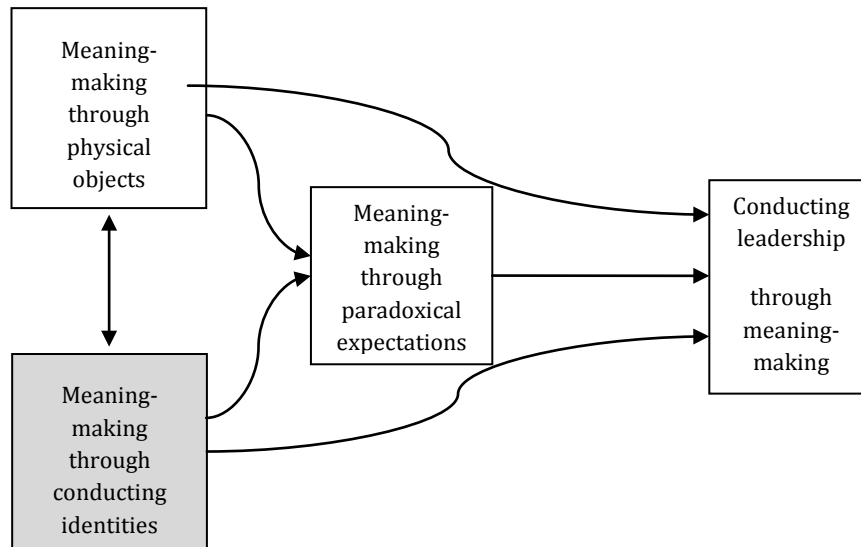 Meaning-
making
through
physical
objects
Meaning-
making
through
paradoxical
expectations
Conducting
leadership
through
meaning-
making
Meaning-
making
through
conducting
identities